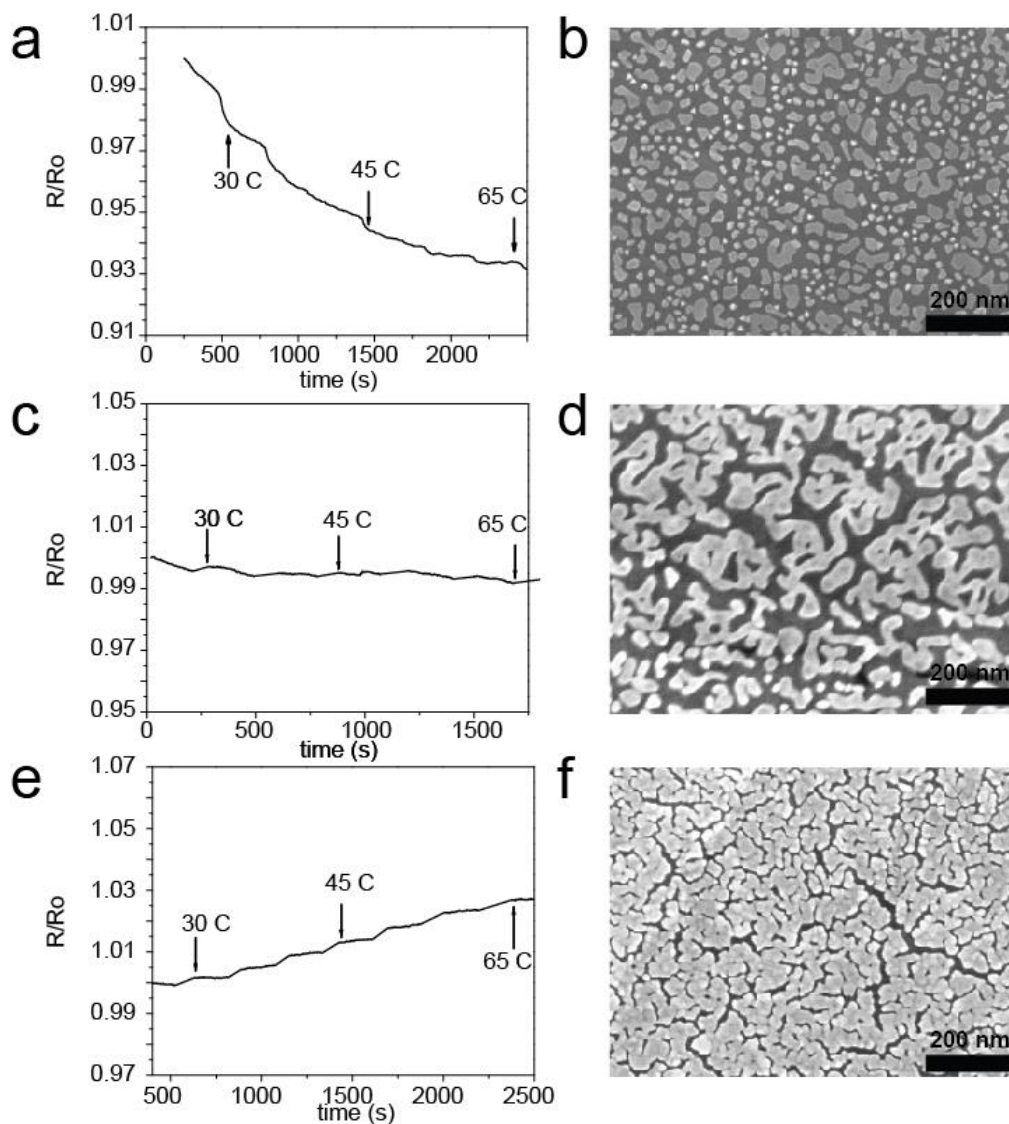 a
1.01
0.99
0.97
0.95
0.93
0.91
R/Ro
30 C
45 C
65 C
0 500 1000 1500 2000
time (s)
b
200 nm
c
1.05
1.03
1.01
0.99
0.97
0.95
R/Ro
30 C
45 C
65 C
0 500 1000 1500
time (s)
d
200 nm
e
1.07
1.05
1.03
1.01
0.99
0.97
R/Ro
30 C
45 C
65 C
500 1000 1500 2000 2500
time (s)
f
200 nm